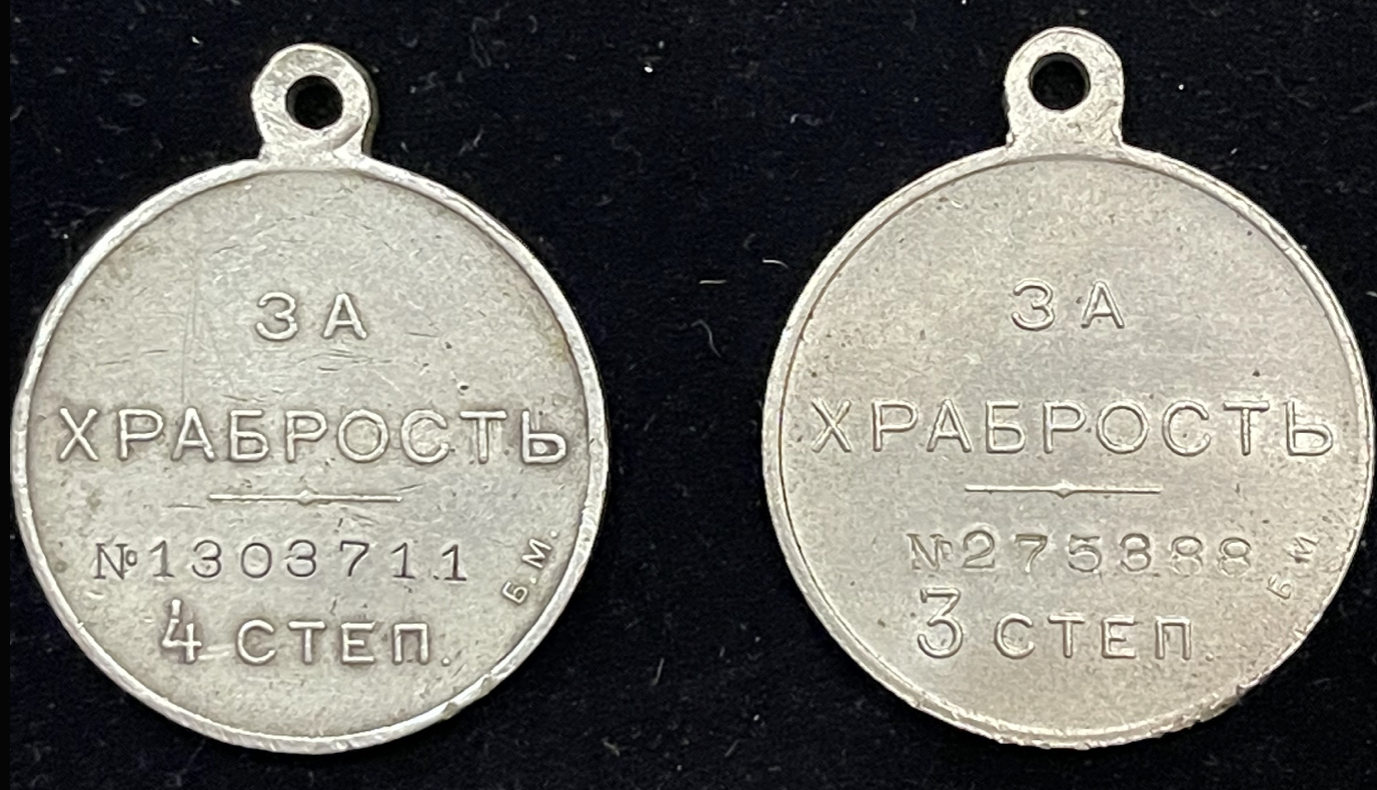 ЗА
ХРАБРОСТЬ
№1303711
4 СТЕП.
Б.М.
ЗА
ХРАБРОСТЬ
№275388
3 СТЕП.
Б.М.